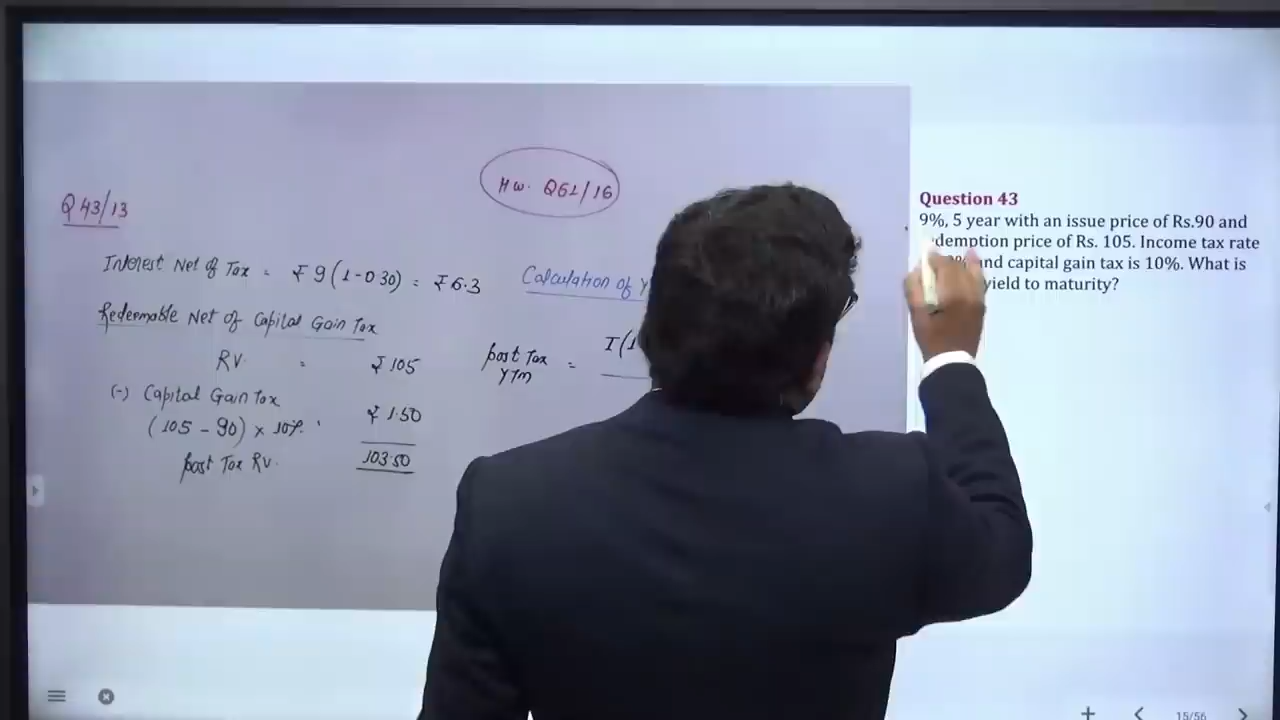 Hw. Q61/16
Q 43/13
Interest Net of Tax = ₹ 9 (1-0.30) = ₹ 6.3
Redeemable Net of Capital Gain Tax
RV = ₹ 105
(-) Capital Gain Tax
(105 - 90) × 10%. ₹ 1.50
Post Tax RV. 103.50
Calculation of Y
Post Tax YTM = I(1
Question 43
9%, 5 year with an issue price of Rs.90 and
demption price of Rs. 105. Income tax rate
and capital gain tax is 10%. What is
yield to maturity?
15/56